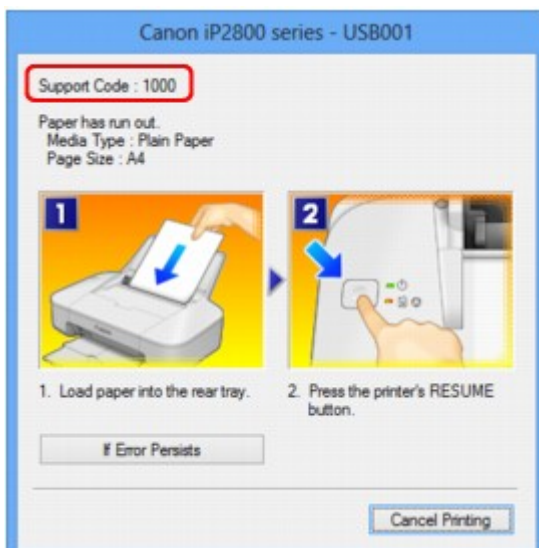 Canon iP2800 series - USB001
Support Code : 1000
Paper has run out.
Media Type : Plain Paper
Page Size : A4
1
2
1. Load paper into the rear tray.
2. Press the printer's RESUME
button.
If Error Persists
Cancel Printing